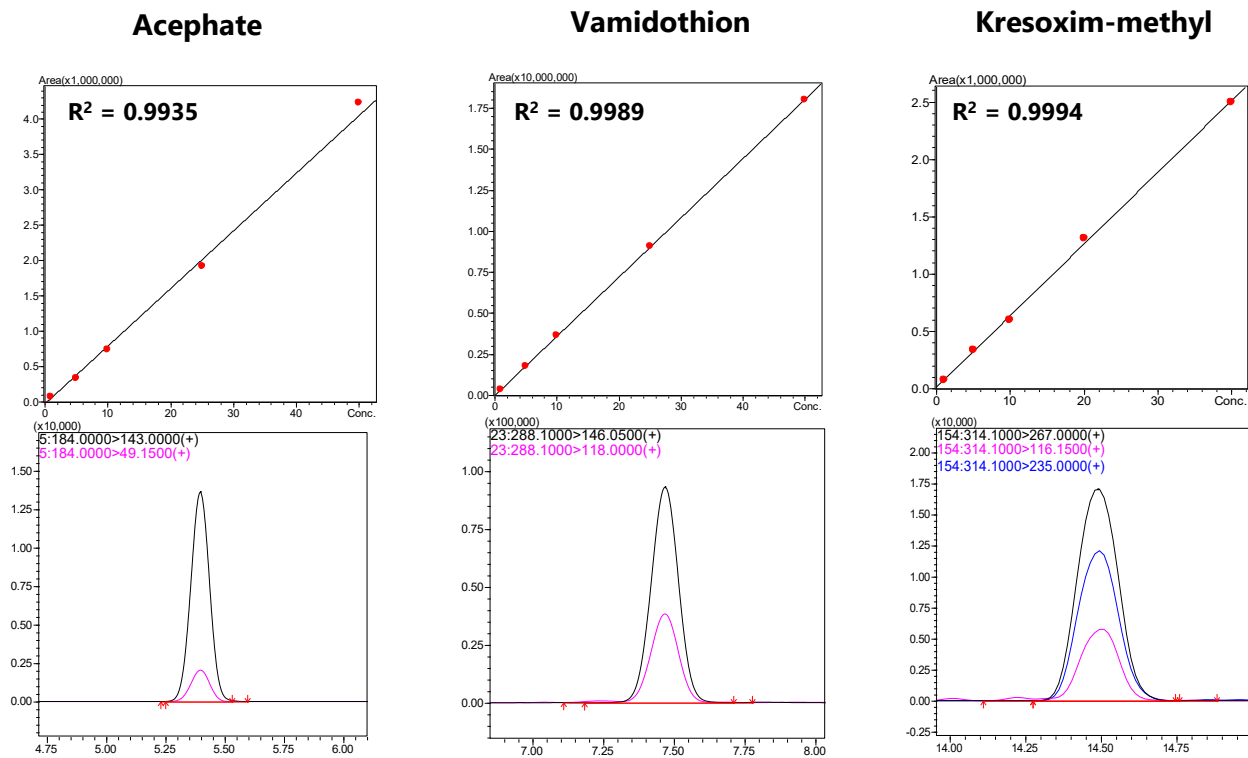 Acephate
Area(x1,000,000)
R² = 0.9935
4.0
3.5
3.0
2.5
2.0
1.5
1.0
0.5
0.0
0 10 20 30 40 Conc.
(x10,000)
5:184.0000>143.0000(+)
5:184.0000>49.1500(+)
1.50
1.25
1.00
0.75
0.50
0.25
0.00
4.75 5.00 5.25 5.50 5.75 6.00
Vamidothion
Area(x10,000,000)
R² = 0.9989
1.75
1.50
1.25
1.00
0.75
0.50
0.25
0.00
0 10 20 30 40 Conc.
(x100,000)
23:288.1000>146.0500(+)
23:288.1000>118.0000(+)
1.00
0.75
0.50
0.25
0.00
7.00 7.25 7.50 7.75 8.00
Kresoxim-methyl
Area(x1,000,000)
R² = 0.9994
2.5
2.0
1.5
1.0
0.5
0.0
0 10 20 30 Conc.
(x10,000)
154:314.1000>267.0000(+)
154:314.1000>116.1500(+)
154:314.1000>235.0000(+)
2.00
1.75
1.50
1.25
1.00
0.75
0.50
0.25
0.00
-0.25
14.00 14.25 14.50 14.75